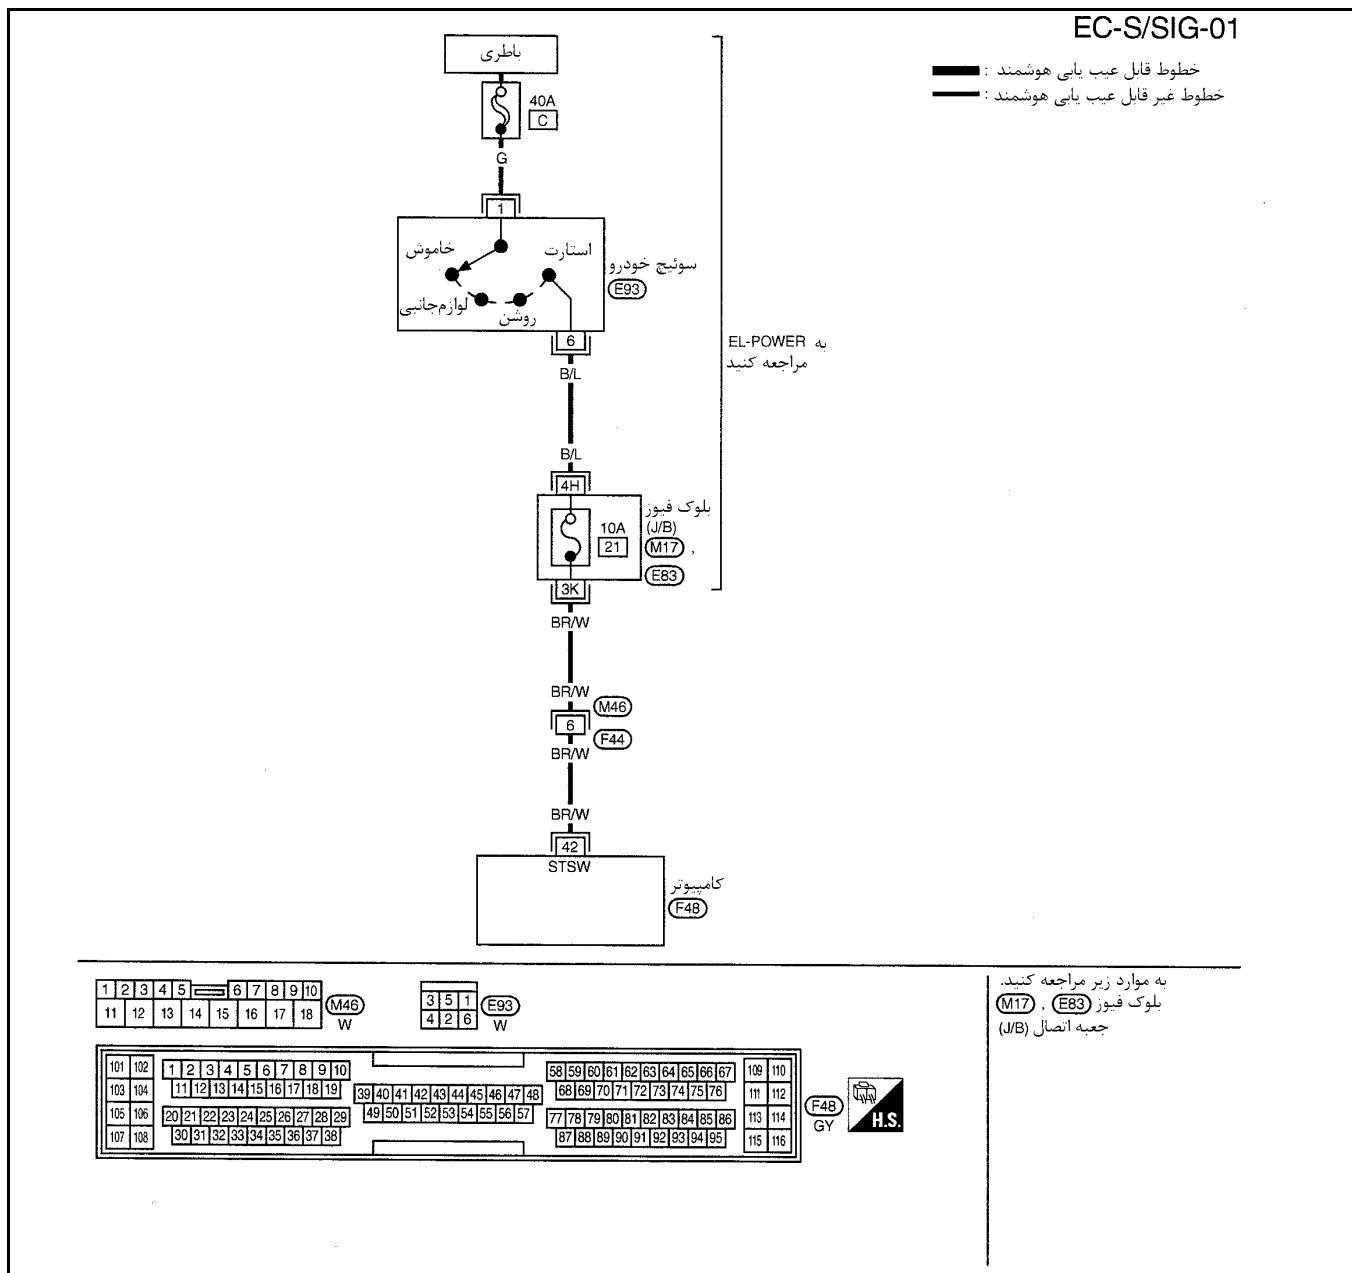 EC-S/SIG-01
خطوط قابل عیب یابی هوشمند :
خطوط غیر قابل عیب یابی هوشمند :
باطری
40A
C
G
1
خاموش
استارت
لوازم‌جانبی
روشن
سوئیچ خودرو
E93
6
B/L
به EL-POWER
مراجعه کنید
B/L
4H
بلوک فیوز
(J/B)
10A
21
M17 ,
E83
3K
BR/W
BR/W
M46
6
F44
BR/W
BR/W
42
STSW
کامپیوتر
F48
به موارد زیر مراجعه کنید.
بلوک فیوز E83 , M17
جعبه اتصال (J/B)
1 2 3 4 5 6 7 8 9 10
11 12 13 14 15 16 17 18
M46
W
3 5 1
4 2 6
E93
W
101 102
103 104
105 106
107 108
1 2 3 4 5 6 7 8 9 10
11 12 13 14 15 16 17 18 19
20 21 22 23 24 25 26 27 28 29
30 31 32 33 34 35 36 37 38
39 40 41 42 43 44 45 46 47 48
49 50 51 52 53 54 55 56 57
58 59 60 61 62 63 64 65 66 67
68 69 70 71 72 73 74 75 76
77 78 79 80 81 82 83 84 85 86
87 88 89 90 91 92 93 94 95
109 110
111 112
113 114
115 116
F48
GY
H.S.